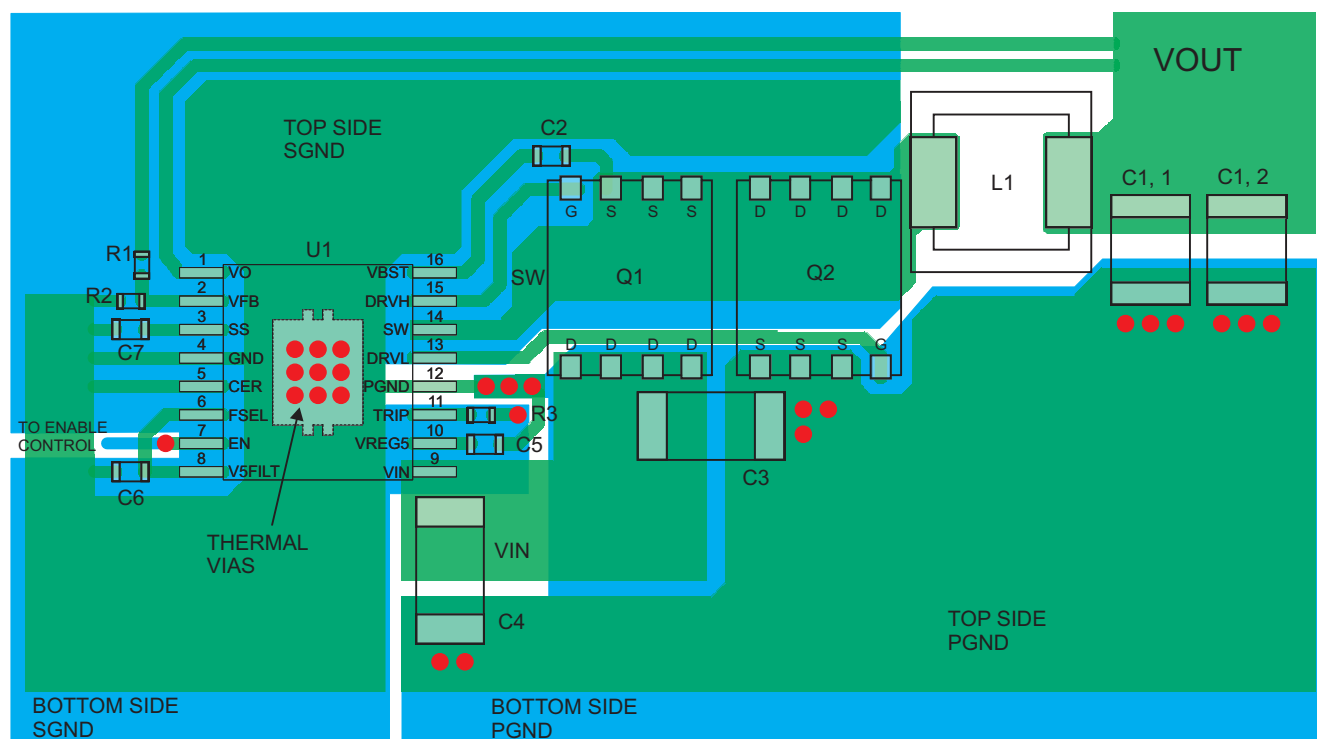 VOUT
TOP SIDE
SGND
C2
L1
C1, 1
C1, 2
G S S S
D D D D
R1
U1
SW
Q1
Q2
1
VO
VBST
16
R2
2
VFB
DRVH
15
3
SS
SW
14
C7
4
GND
DRVL
13
D D D D
S S S G
5
CER
PGND
12
6
FSEL
TRIP
11
R3
TO ENABLE
CONTROL
7
EN
VREG5
10
C5
8
V5FILT
VIN
9
C6
C3
THERMAL
VIAS
VIN
C4
TOP SIDE
PGND
BOTTOM SIDE
SGND
BOTTOM SIDE
PGND